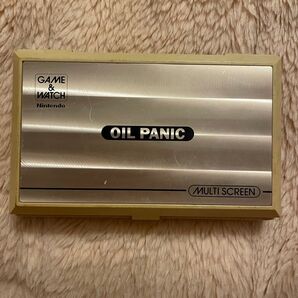 GAME
&
WATCH
Nintendo
OIL PANIC
MULTI SCREEN